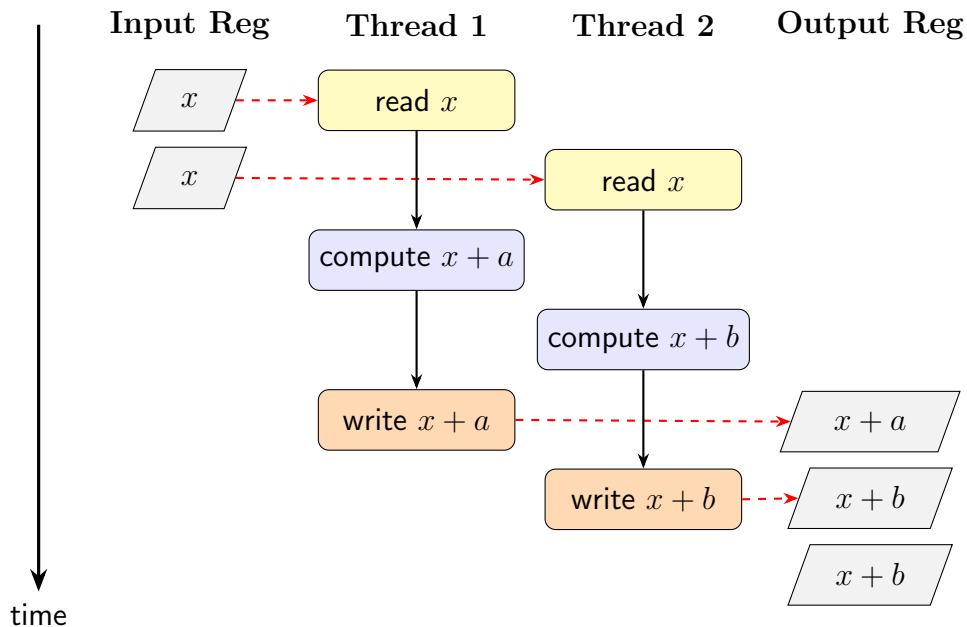 Input Reg Thread 1 Thread 2 Output Reg
x read x
x read x
compute x + a
compute x + b
write x + a x + a
write x + b x + b
x + b
time